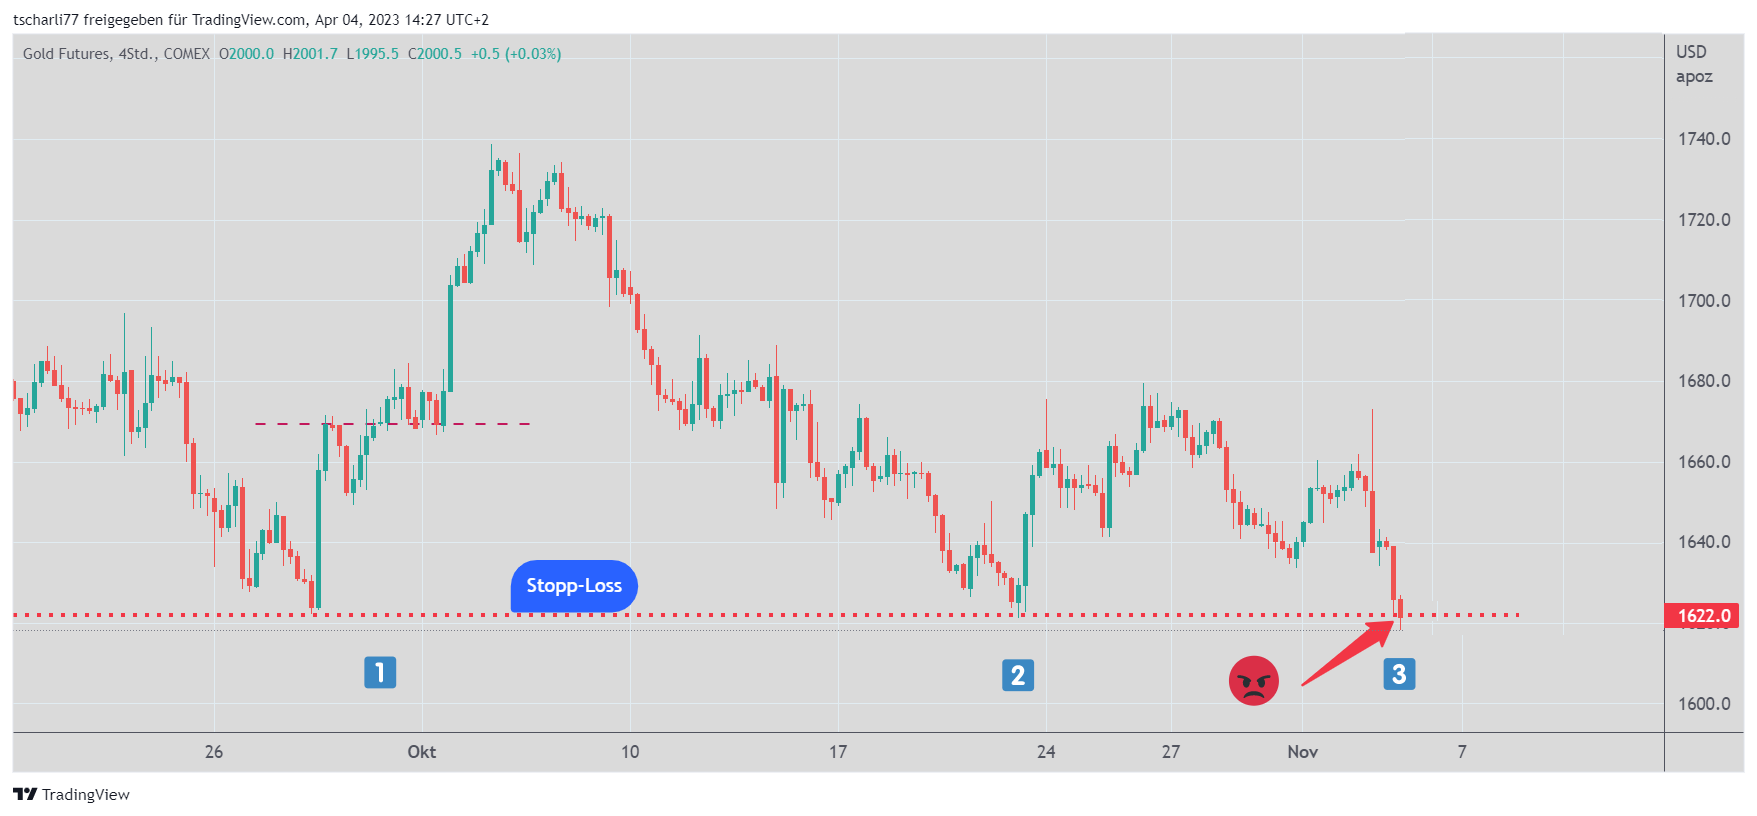 tscharli77 freigegeben für TradingView.com, Apr 04, 2023 14:27 UTC+2
Gold Futures, 4Std., COMEX O2000.0 H2001.7 L1995.5 C2000.5 +0.5 (+0.03%)
USD
apoz
1740.0
1720.0
1700.0
1680.0
1660.0
1640.0
Stopp-Loss
1622.0
1600.0
1
2
3
26 Okt 10 17 24 27 Nov 7
TradingView